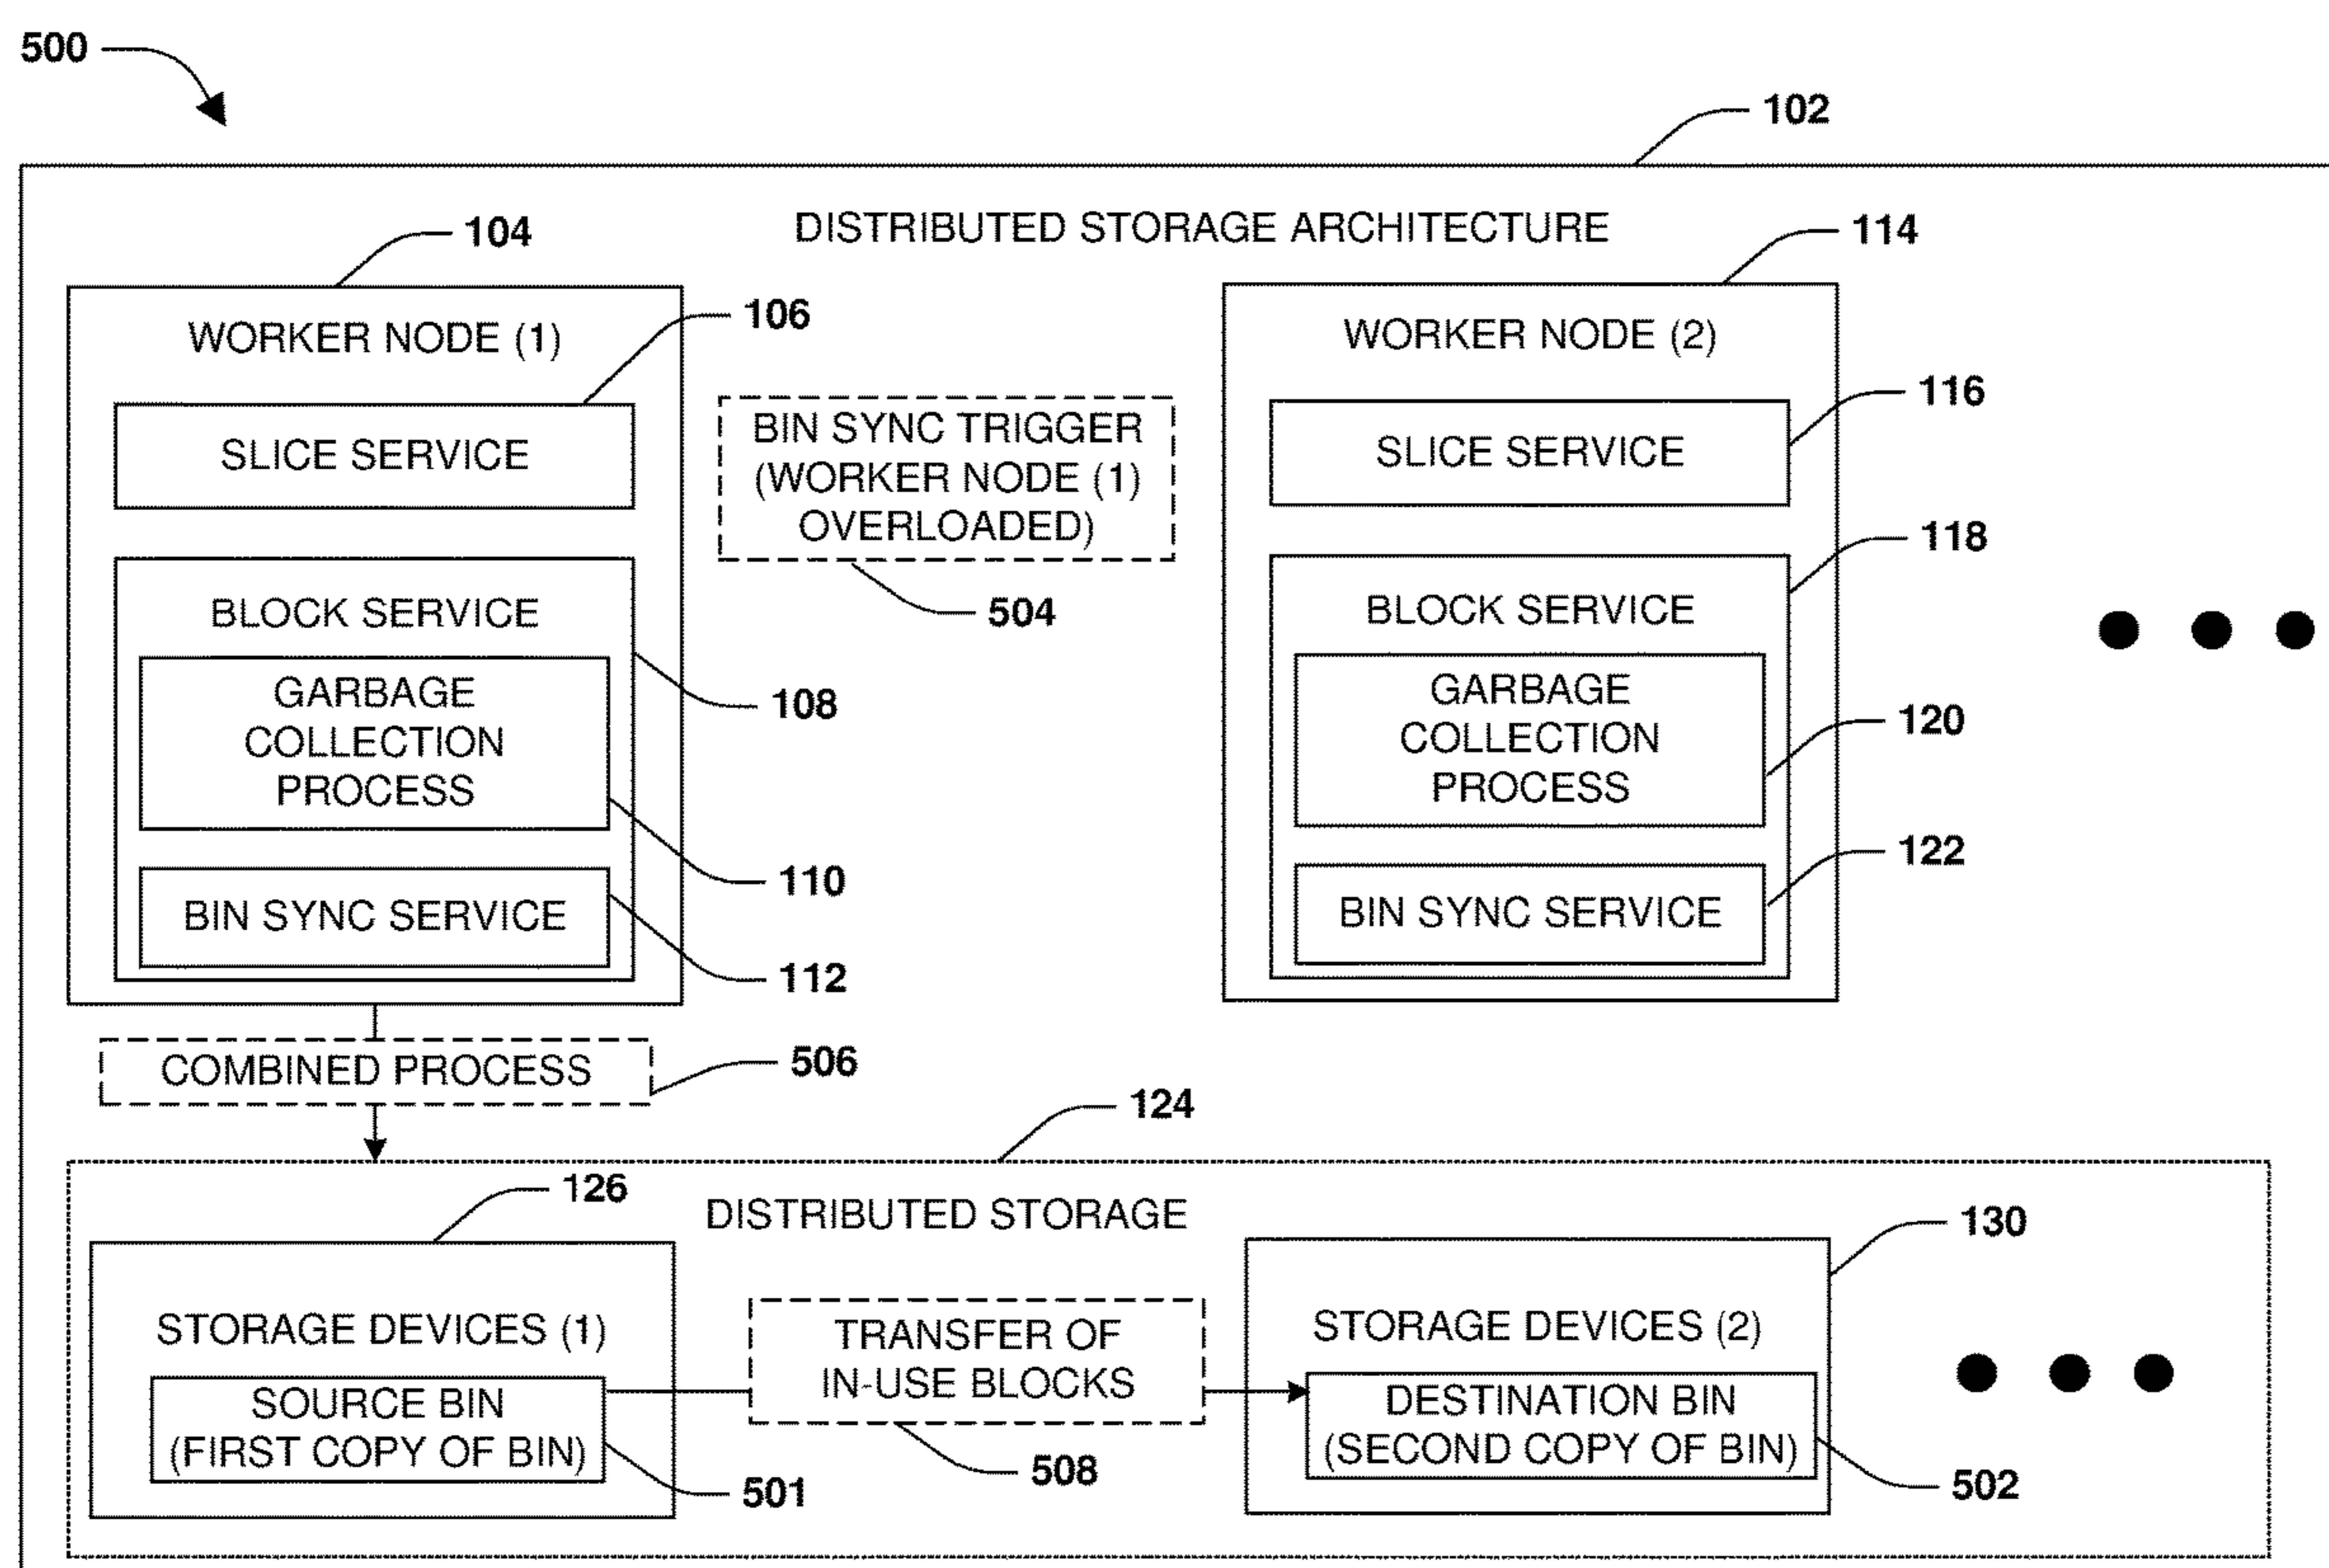 500
102
DISTRIBUTED STORAGE ARCHITECTURE
104
WORKER NODE (1)
106
SLICE SERVICE
BLOCK SERVICE
108
GARBAGE
COLLECTION
PROCESS
110
BIN SYNC SERVICE
112
BIN SYNC TRIGGER
(WORKER NODE (1)
OVERLOADED)
504
114
WORKER NODE (2)
116
SLICE SERVICE
118
BLOCK SERVICE
GARBAGE
COLLECTION
PROCESS
120
122
BIN SYNC SERVICE
COMBINED PROCESS
506
124
DISTRIBUTED STORAGE
126
STORAGE DEVICES (1)
SOURCE BIN
(FIRST COPY OF BIN)
501
TRANSFER OF
IN-USE BLOCKS
508
130
STORAGE DEVICES (2)
DESTINATION BIN
(SECOND COPY OF BIN)
502